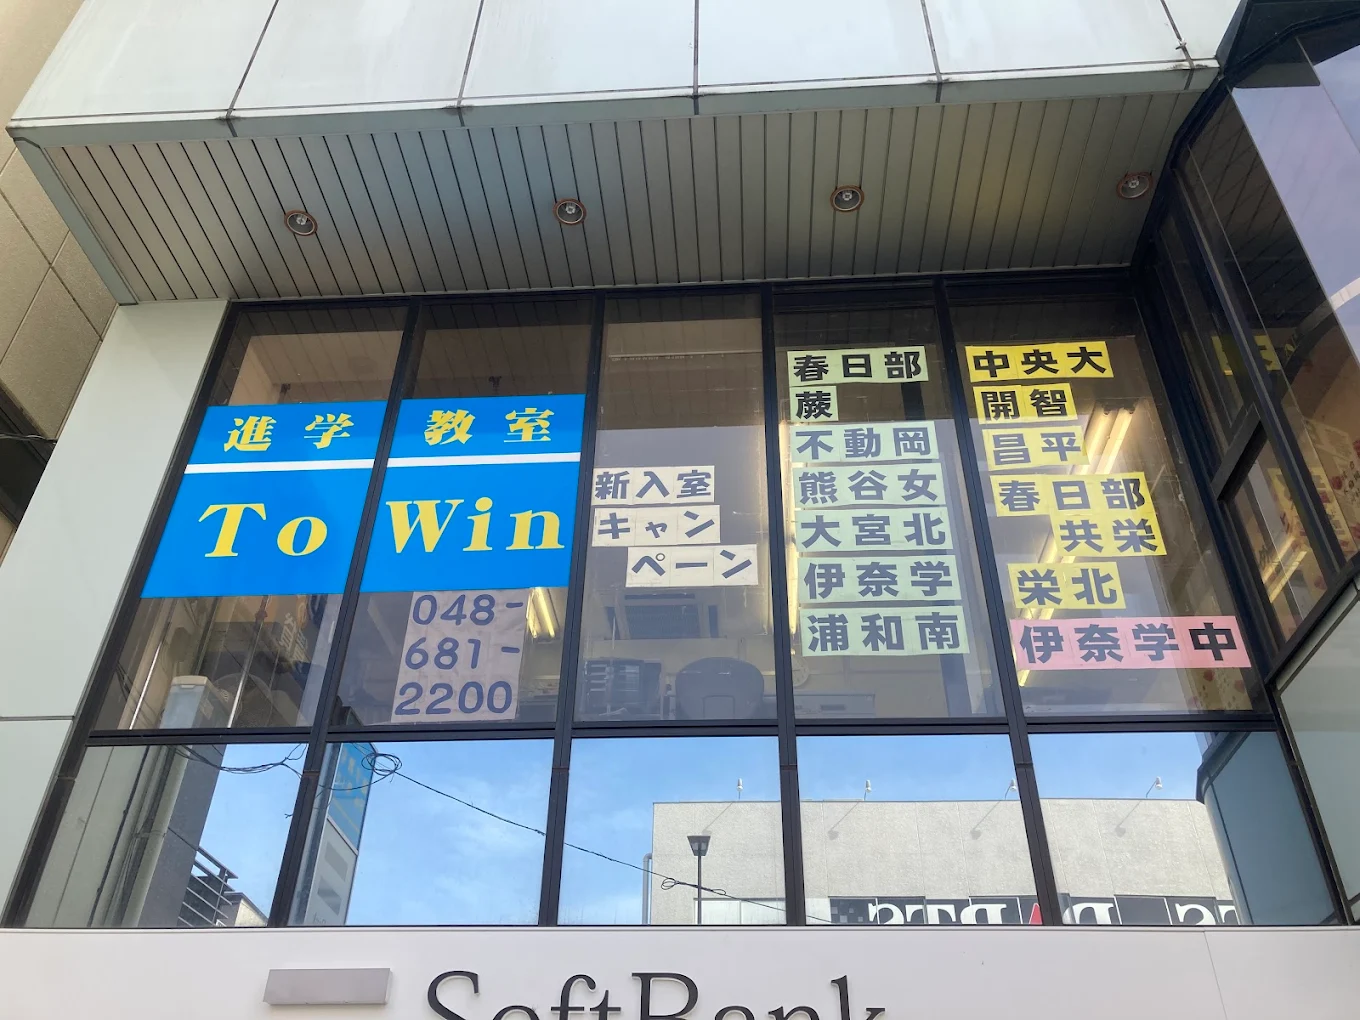 進学教室
To Win
048-
681-
2200
新入室
キャン
ペーン
春日部
蕨
不動岡
熊谷女
大宮北
伊奈学
浦和南
中央大
開智
昌平
春日部
共栄
栄北
伊奈学中
SoftBank